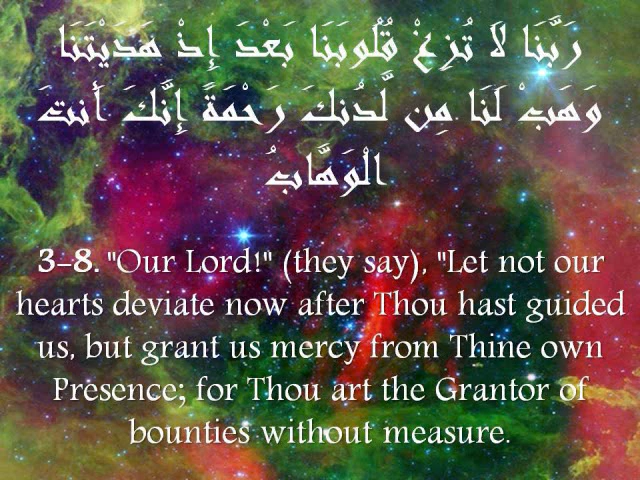 رَبَّنَا لاَ تُزِغْ قُلُوبَنَا بَعْدَ إِذْ هَدَيْتَنَا
وَهَبْ لَنَا مِن لَّدُنكَ رَحْمَةً إِنَّكَ أَنتَ
الْوَهَّابُ
3-8. "Our Lord!" (they say), "Let not our
hearts deviate now after Thou hast guided
us, but grant us mercy from Thine own
Presence; for Thou art the Grantor of
bounties without measure.